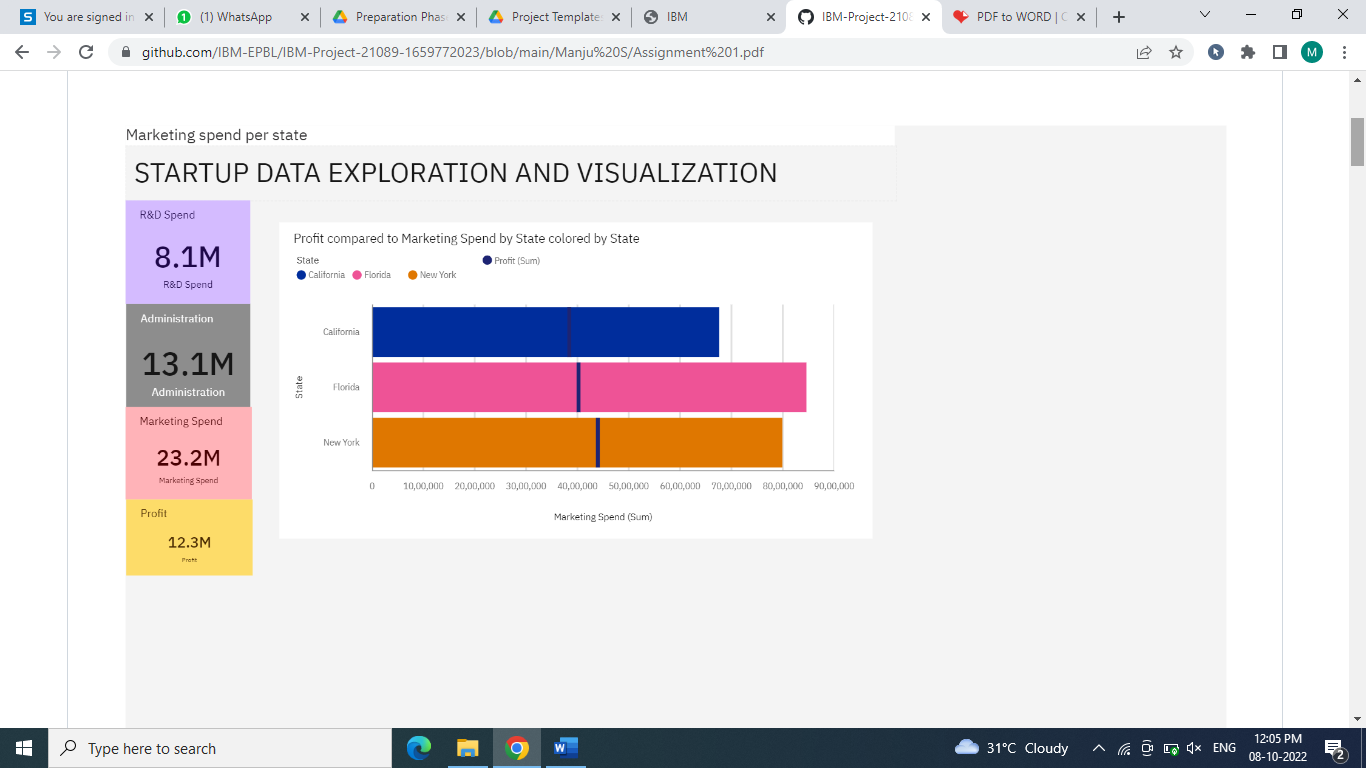 You are signed in
(1) WhatsApp
Preparation Phas
Project Template
IBM
IBM-Project-2108
PDF to WORD | C
github.com/IBM-EPBL/IBM-Project-21089-1659772023/blob/main/Manju%20S/Assignment%201.pdf
M
Marketing spend per state
STARTUP DATA EXPLORATION AND VISUALIZATION
R&D Spend
8.1M
R&D Spend
Administration
13.1M
Administration
Marketing Spend
23.2M
Marketing Spend
Profit
12.3M
Profit
Profit compared to Marketing Spend by State colored by State
State
Profit (Sum)
California Florida New York
State
California
Florida
New York
0 10,00,000 20,00,000 30,00,000 40,00,000 50,00,000 60,00,000 70,00,000 80,00,000 90,00,000
Marketing Spend (Sum)
Type here to search
31°C Cloudy
ENG
12:05 PM
08-10-2022
2